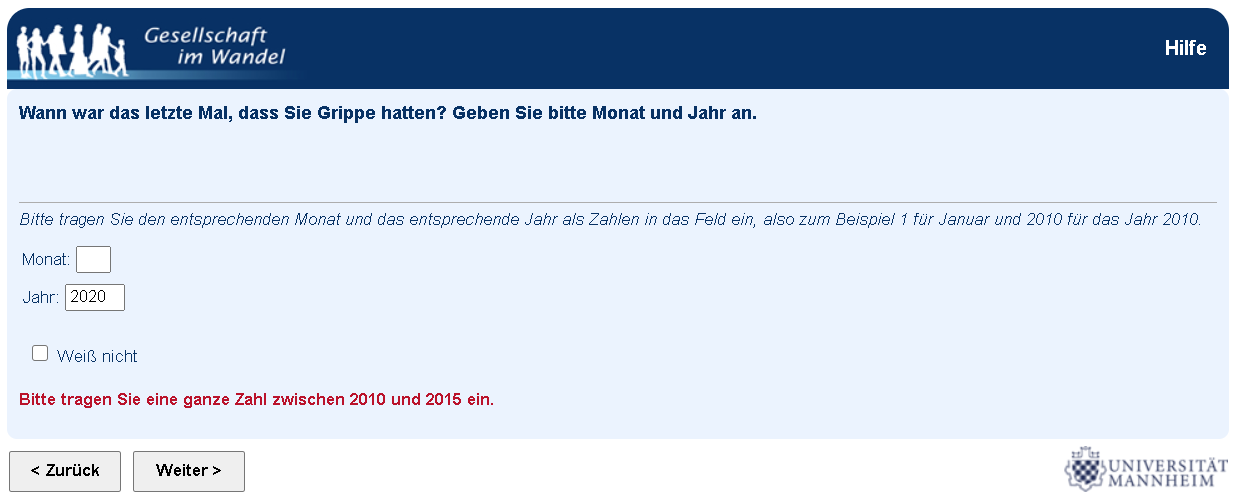 Gesellschaft
im Wandel
Hilfe
Wann war das letzte Mal, dass Sie Grippe hatten? Geben Sie bitte Monat und Jahr an.
Bitte tragen Sie den entsprechenden Monat und das entsprechende Jahr als Zahlen in das Feld ein, also zum Beispiel 1 für Januar und 2010 für das Jahr 2010.
Monat:
Jahr: 2020
Weiß nicht
Bitte tragen Sie eine ganze Zahl zwischen 2010 und 2015 ein.
< Zurück Weiter >
UNIVERSITÄT
MANNHEIM